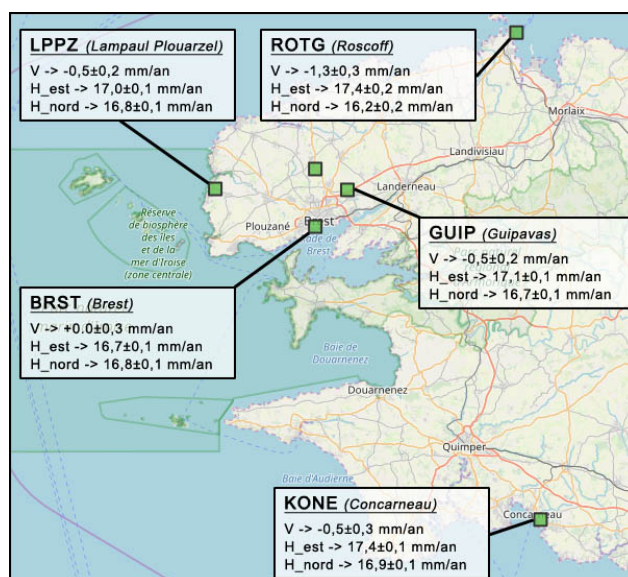 LPPZ (Lampaul Plouarzel)
V -> -0,5±0,2 mm/an
H_est -> 17,0±0,1 mm/an
H_nord -> 16,8±0,1 mm/an
ROTG (Roscoff)
V -> -1,3±0,3 mm/an
H_est -> 17,4±0,2 mm/an
H_nord -> 16,2±0,2 mm/an
Morlaix
Landivisiau
Landerneau
Plouzané
Brest
Rade de
Brest
Réserve
de biosphère
des îles
et de la
mer d'Iroise
(zone centrale)
GUIP (Guipavas)
V -> -0,5±0,2 mm/an
H_est -> 17,1±0,1 mm/an
H_nord -> 16,7±0,1 mm/an
BRST (Brest)
V -> +0.0±0,3 mm/an
H_est -> 16,7±0,1 mm/an
H_nord -> 16,8±0,1 mm/an
Baie de
Douarnenez
Douarnenez
Quimper
Baie d'Audierne
Concarneau
KONE (Concarneau)
V -> -0,5±0,3 mm/an
H_est -> 17,4±0,1 mm/an
H_nord -> 16,9±0,1 mm/an